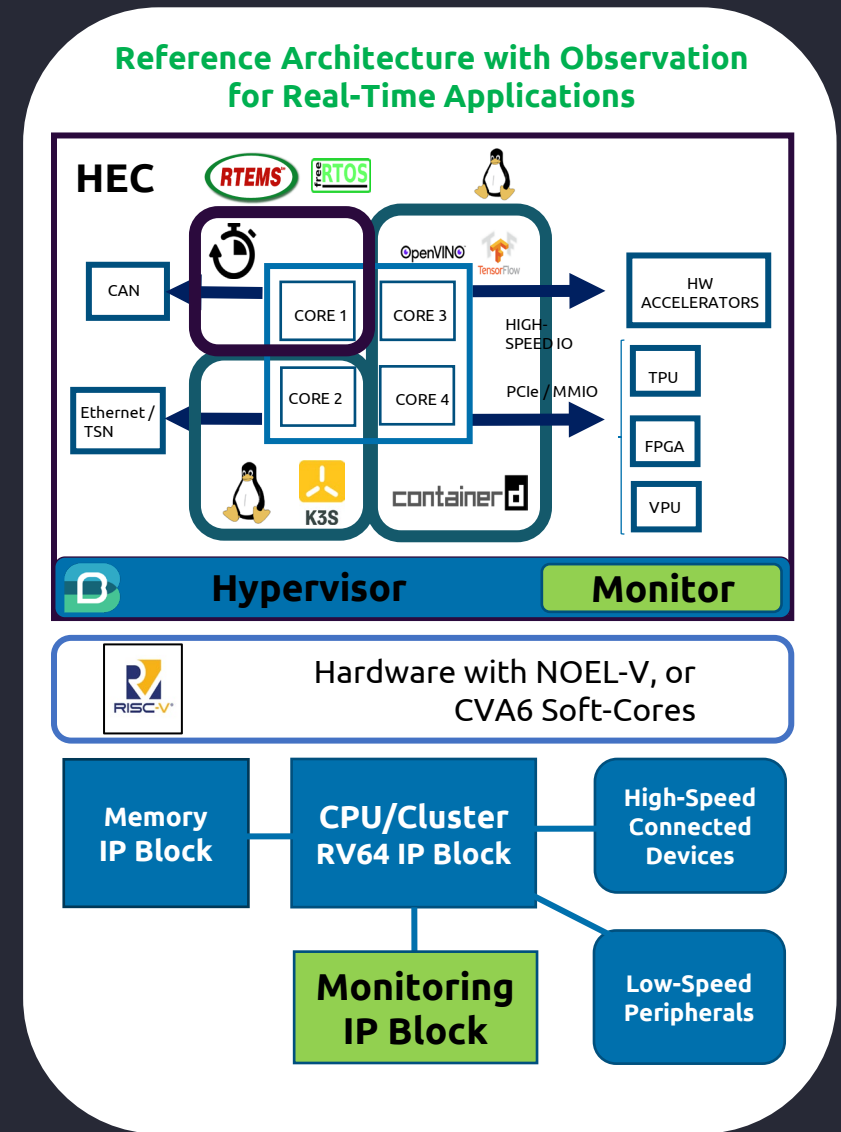 Reference Architecture with Observation
for Real-Time Applications
HEC
RTEMS
free
RTOS
OpenVINO
TensorFlow
CAN
CORE 1
CORE 3
HW
ACCELERATORS
HIGH-
SPEED IO
CORE 2
CORE 4
PCIe / MMIO
TPU
Ethernet /
TSN
FPGA
K3S
containerd
VPU
Hypervisor
Monitor
RISC-V®
Hardware with NOEL-V, or
CVA6 Soft-Cores
Memory
IP Block
CPU/Cluster
RV64 IP Block
High-Speed
Connected
Devices
Monitoring
IP Block
Low-Speed
Peripherals